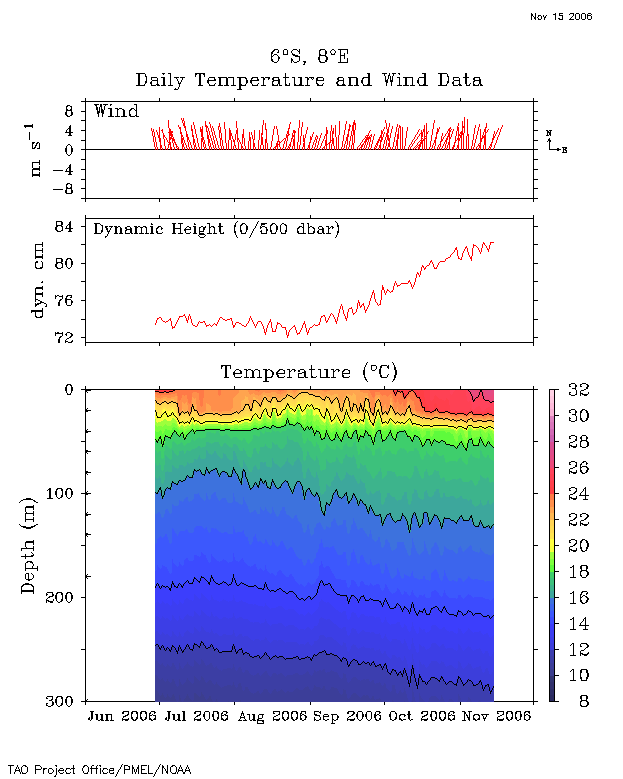 Nov 15 2006
6°S, 8°E
Daily Temperature and Wind Data
Wind
m s⁻¹
8
4
0
−4
−8
N
E
Dynamic Height (0/500 dbar)
dyn. cm
84
80
76
72
Temperature (°C)
Depth (m)
0
100
200
300
32
30
28
26
24
22
20
18
16
14
12
10
8
Jun 2006 Jul 2006 Aug 2006 Sep 2006 Oct 2006 Nov 2006
TAO Project Office/PMEL/NOAA